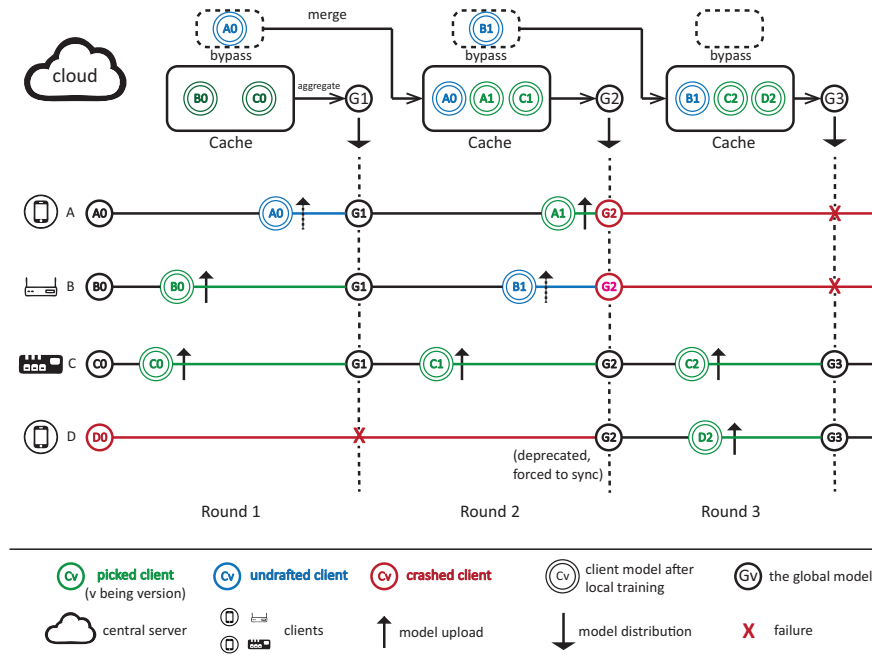 A0
merge
B1
bypass
bypass
bypass
cloud
B0 C0
aggregate
G1
A0 A1 C1
G2
B1 C2 D2
G3
Cache
Cache
Cache
A A0 A0 G1 A1 G2 X
B B0 B0 G1 B1 G2 X
C C0 C0 G1 C1 G2 C2 G3
D D0 X G2 D2 G3
(deprecated,
forced to sync)
Round 1
Round 2
Round 3
Cv picked client
(v being version)
Cv undrafted client
Cv crashed client
Cv client model after
local training
Gv the global model
central server
clients
model upload
model distribution
X failure